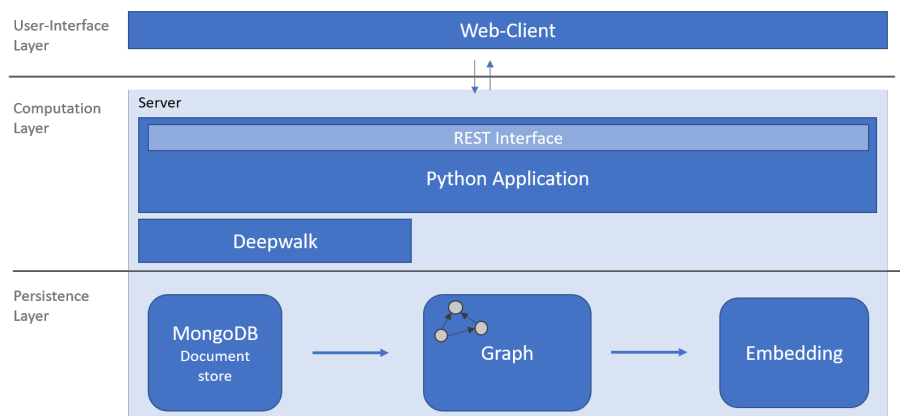 User-Interface
Layer
Web-Client
Computation
Layer
Server
REST Interface
Python Application
Deepwalk
Persistence
Layer
MongoDB
Document
store
Graph
Embedding